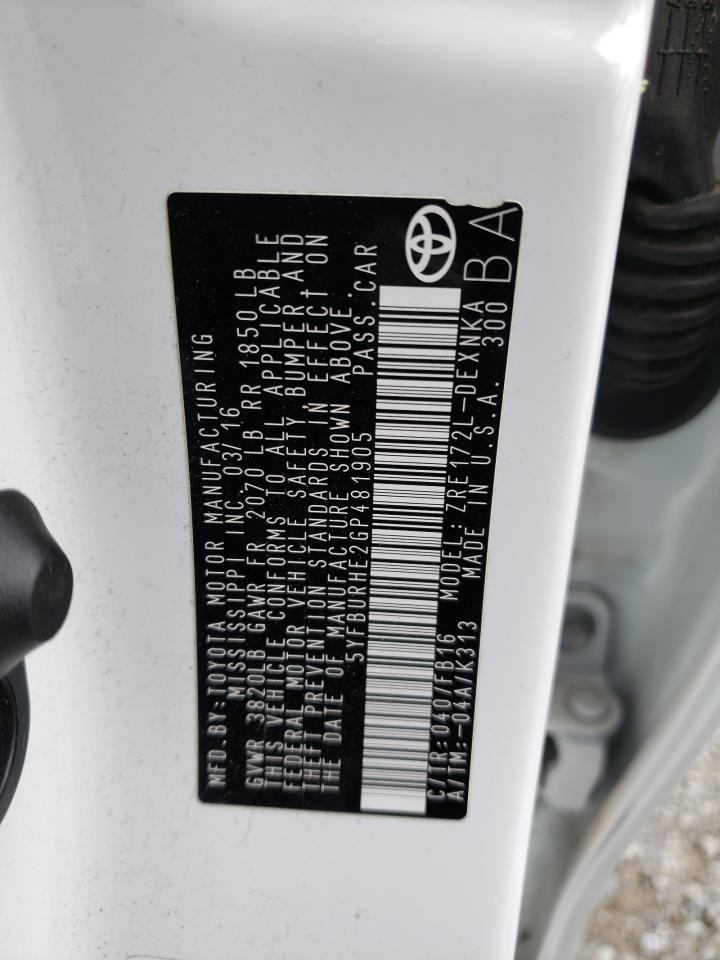 MFD.BY:TOYOTA MOTOR MANUFACTURING
MISSISSIPPI INC. 03/16
GVWR 3820LB GAWR FR 2070 LB RR 1850 LB
THIS VEHICLE CONFORMS TO ALL APPLICABLE
FEDERAL MOTOR VEHICLE SAFETY, BUMPER, AND
THEFT PREVENTION STANDARDS IN EFFECT ON
THE DATE OF MANUFACTURE SHOWN ABOVE.
5YFBURHE2GP481905 PASS.CAR
C/TR:040/FB16 MODEL:ZRE172L-DEXNKA
A/TM:-04A/K313 MADE IN U.S.A. 300
BA